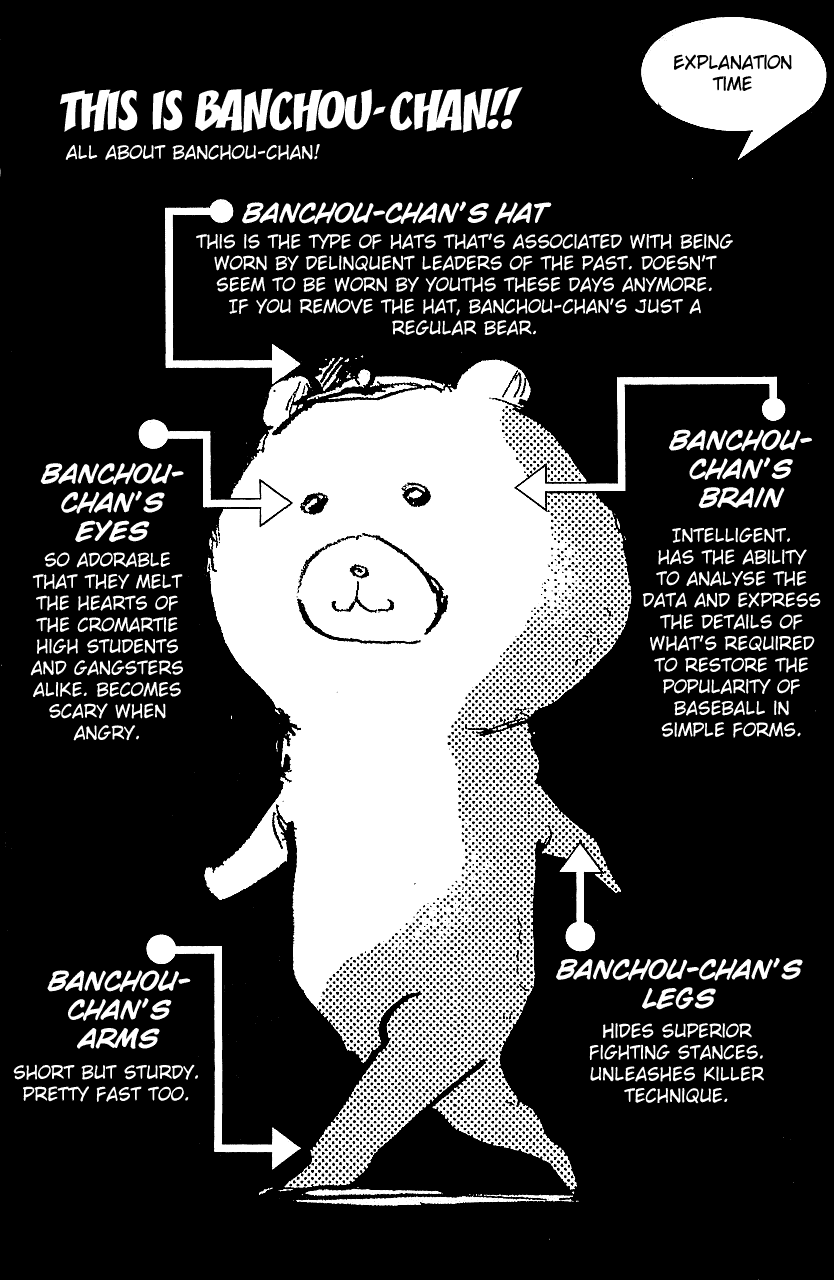 EXPLANATION
TIME
THIS IS BANCHOU-CHAN!!
ALL ABOUT BANCHOU-CHAN!
BANCHOU-CHAN'S HAT
THIS IS THE TYPE OF HATS THAT'S ASSOCIATED WITH BEING
WORN BY DELINQUENT LEADERS OF THE PAST. DOESN'T
SEEM TO BE WORN BY YOUTHS THESE DAYS ANYMORE.
IF YOU REMOVE THE HAT, BANCHOU-CHAN'S JUST A
REGULAR BEAR.
BANCHOU-
CHAN'S
EYES
SO ADORABLE
THAT THEY MELT
THE HEARTS OF
THE CROMARTIE
HIGH STUDENTS
AND GANGSTERS
ALIKE. BECOMES
SCARY WHEN
ANGRY.
BANCHOU-
CHAN'S
BRAIN
INTELLIGENT.
HAS THE ABILITY
TO ANALYSE THE
DATA AND EXPRESS
THE DETAILS OF
WHAT'S REQUIRED
TO RESTORE THE
POPULARITY OF
BASEBALL IN
SIMPLE FORMS.
BANCHOU-
CHAN'S
ARMS
SHORT BUT STURDY.
PRETTY FAST TOO.
BANCHOU-CHAN'S
LEGS
HIDES SUPERIOR
FIGHTING STANCES.
UNLEASHES KILLER
TECHNIQUE.